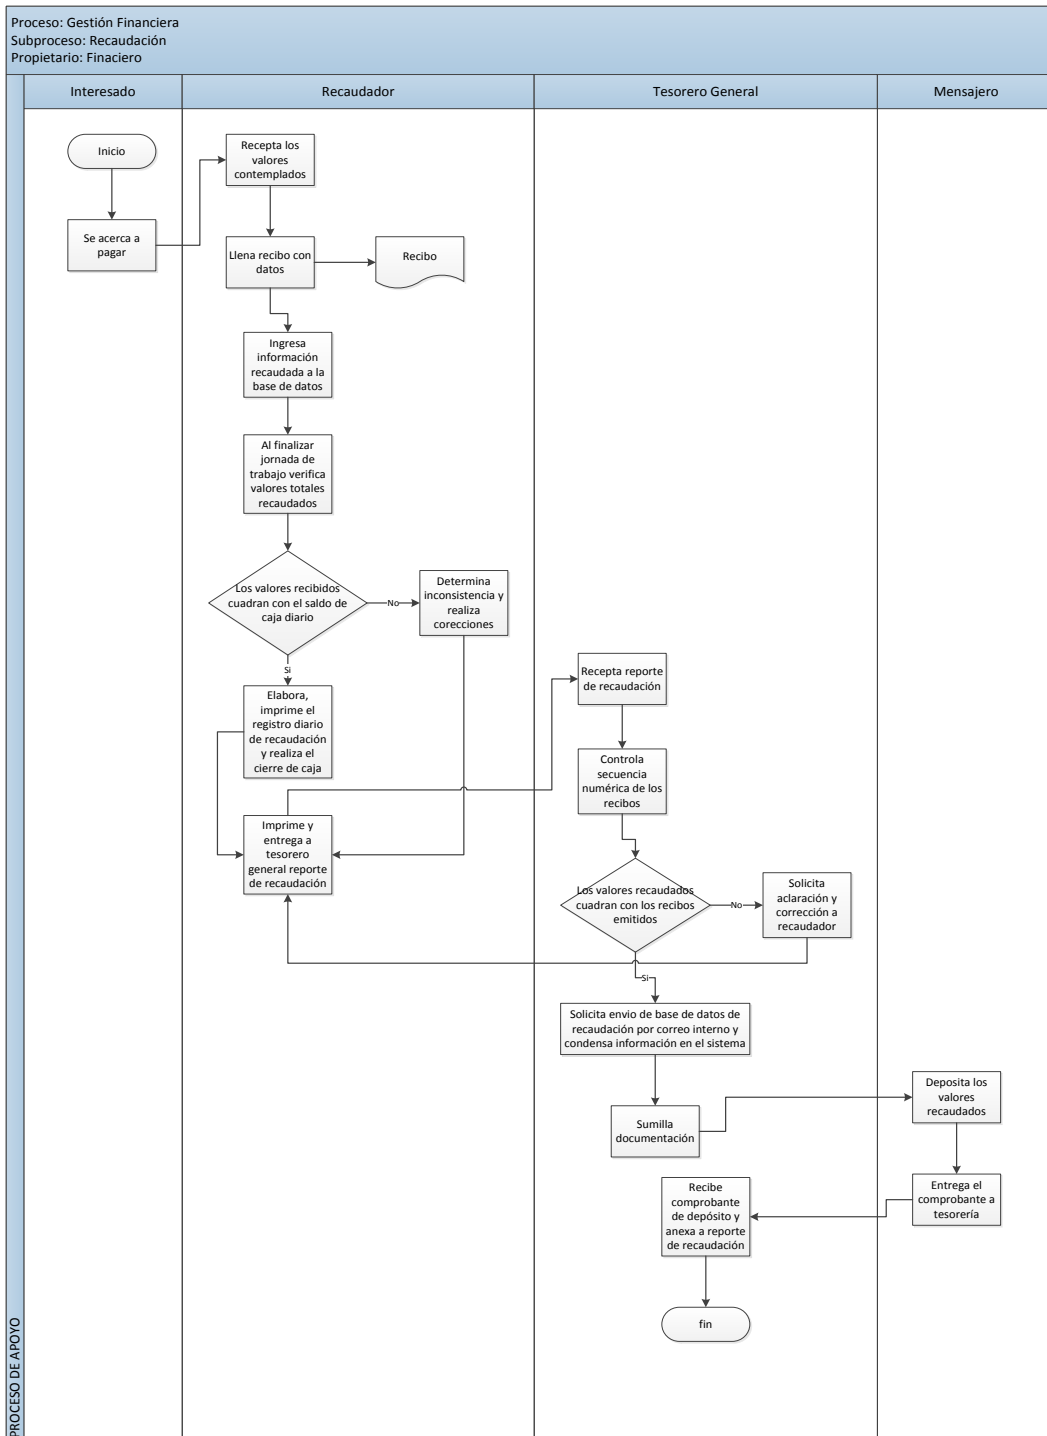 Proceso: Gestión Financiera
Subproceso: Recaudación
Propietario: Finaciero
Interesado
Recaudador
Tesorero General
Mensajero
Inicio
Se acerca a
pagar
Recepta los
valores
contemplados
Llena recibo con
datos
Recibo
Ingresa
información
recaudada a la
base de datos
Al finalizar
jornada de
trabajo verifica
valores totales
recaudados
Los valores recibidos
cuadran con el saldo de
caja diario
No
Determina
inconsistencia y
realiza
corecciones
Si
Elabora,
imprime el
registro diario
de recaudación
y realiza el
cierre de caja
Imprime y
entrega a
tesorero
general reporte
de recaudación
Recepta reporte
de recaudación
Controla
secuencia
numérica de los
recibos
Los valores recaudados
cuadran con los recibos
emitidos
No
Solicita
aclaración y
corrección a
recaudador
Si
Solicita envio de base de datos de
recaudación por correo interno y
condensa información en el sistema
Sumilla
documentación
Deposita los
valores
recaudados
Entrega el
comprobante a
tesorería
Recibe
comprobante
de depósito y
anexa a reporte
de recaudación
fin
PROCESO DE APOYO